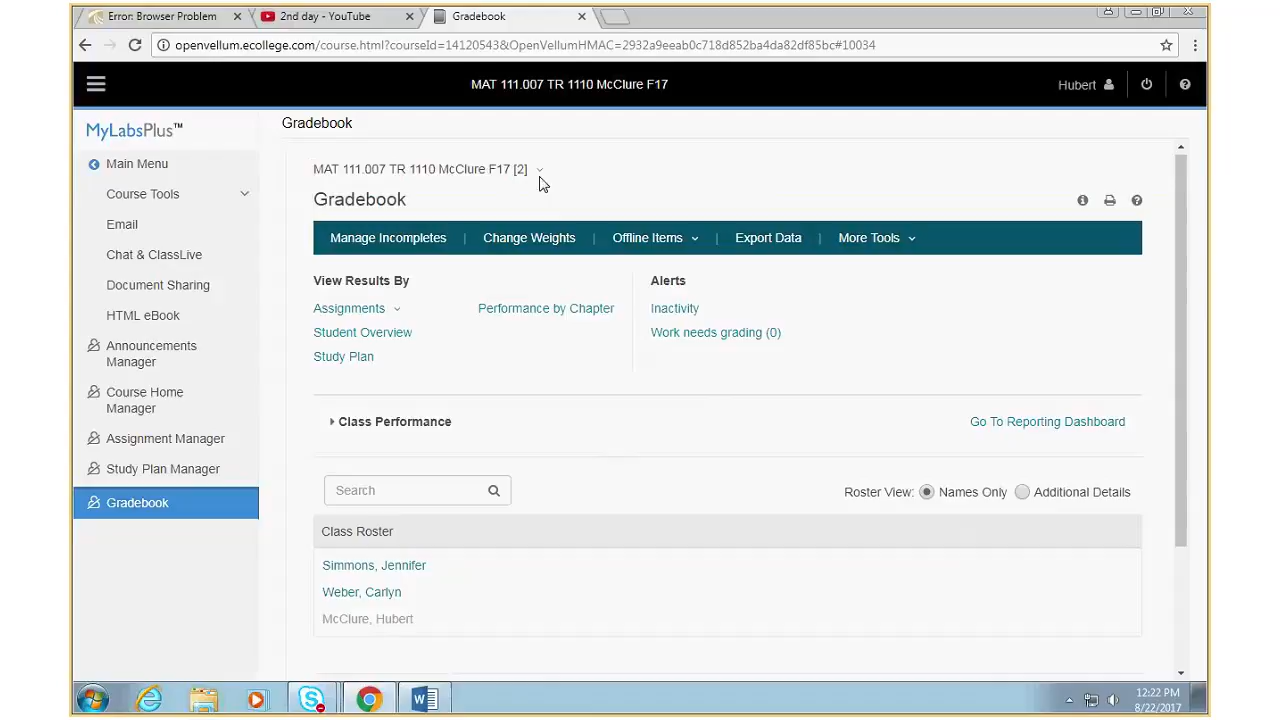 Error: Browser Problem
2nd day - YouTube
Gradebook
openvellum.ecollege.com/course.html?courseId=14120543&OpenVellumHMAC=2932a9eeab0c718d852ba4da82df85bc#10034
MAT 111.007 TR 1110 McClure F17
Hubert
MyLabsPlus™
Main Menu
Course Tools
Email
Chat & ClassLive
Document Sharing
HTML eBook
Announcements
Manager
Course Home
Manager
Assignment Manager
Study Plan Manager
Gradebook
Gradebook
MAT 111.007 TR 1110 McClure F17 [2]
Gradebook
Manage Incompletes | Change Weights | Offline Items | Export Data | More Tools
View Results By
Assignments
Performance by Chapter
Student Overview
Study Plan
Alerts
Inactivity
Work needs grading (0)
Class Performance
Go To Reporting Dashboard
Search
Roster View: Names Only Additional Details
Class Roster
Simmons, Jennifer
Weber, Carlyn
McClure, Hubert
12:22 PM
8/22/2017